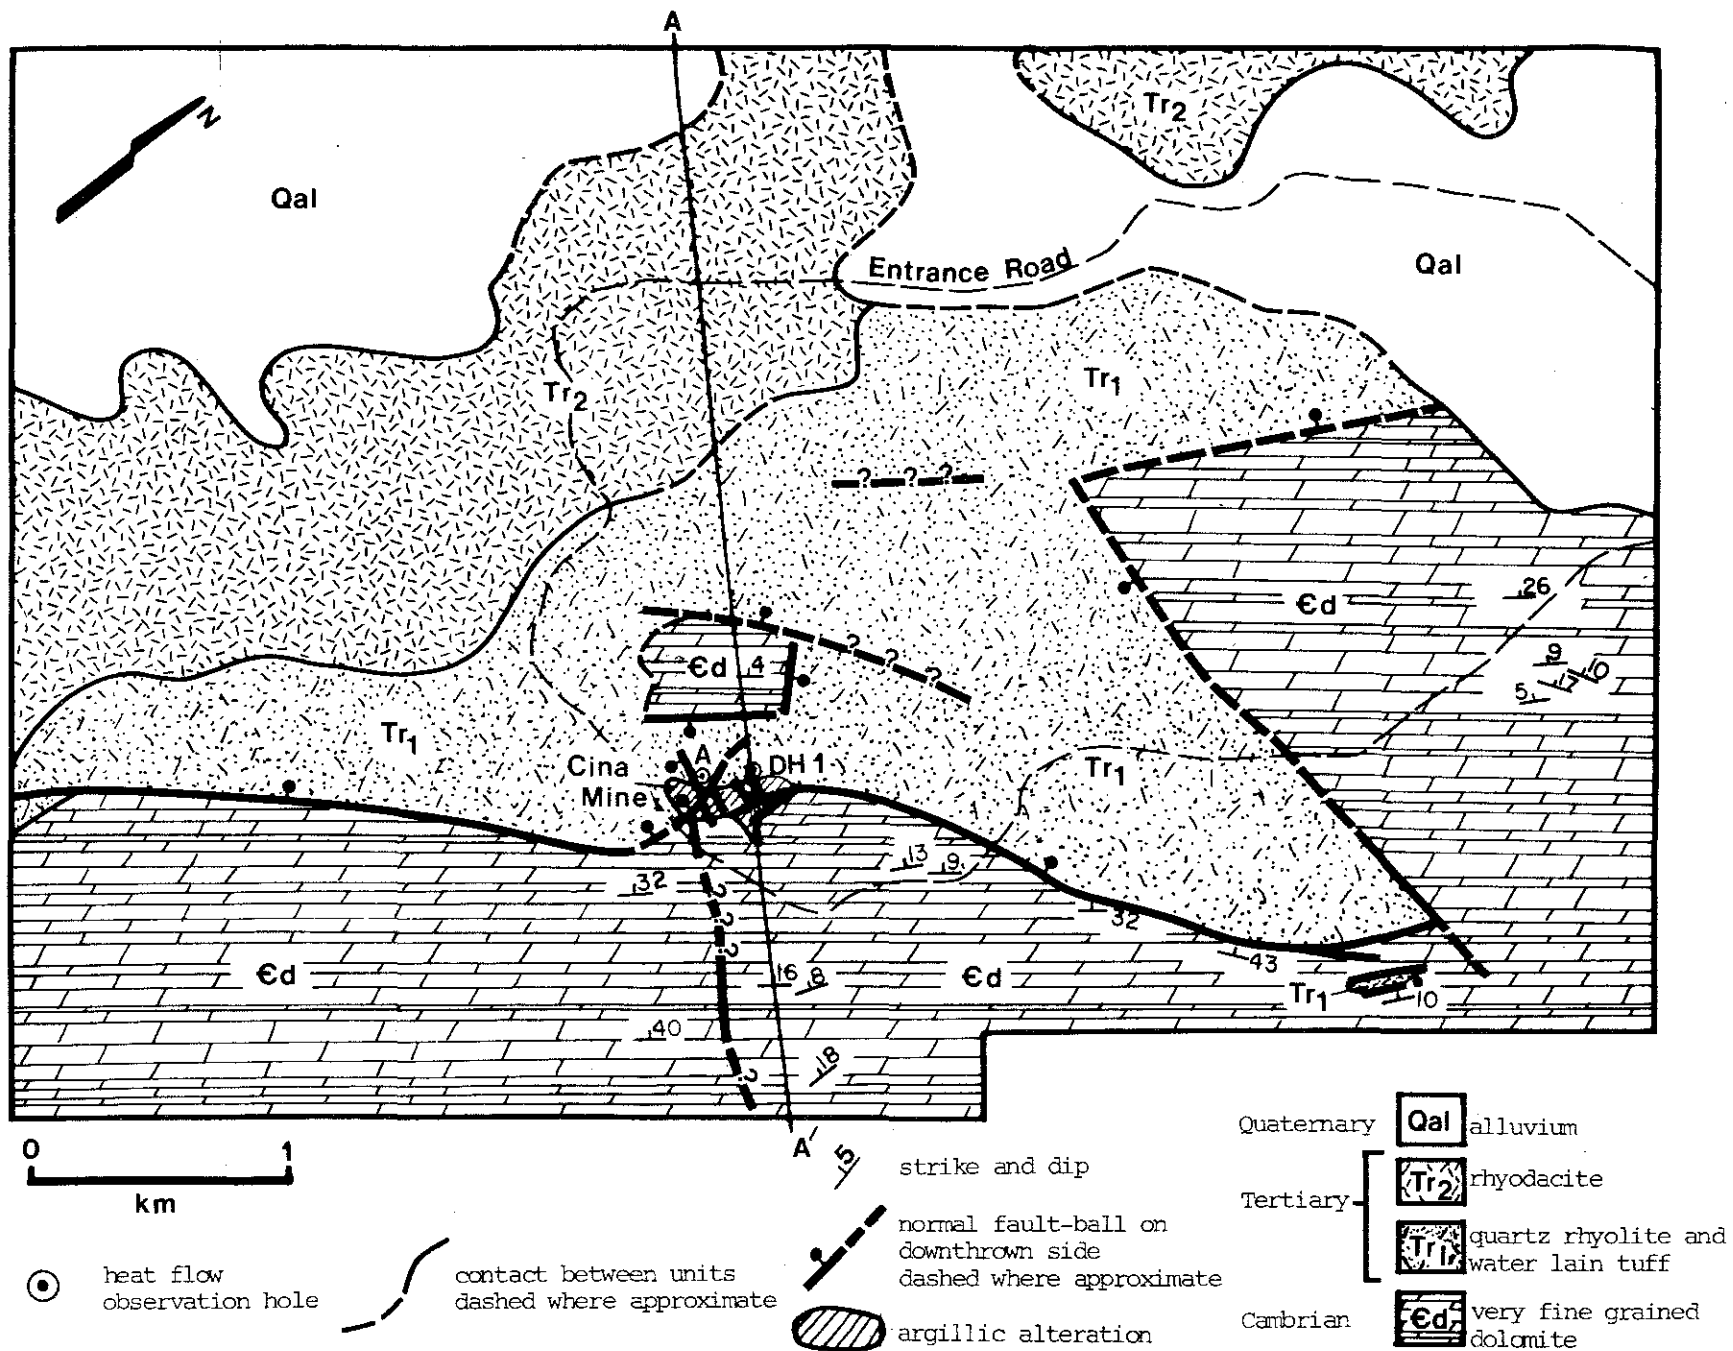 A
N
Tr2
Qal
Entrance Road
Qal
Tr2
Tr1
? ? ?
26
Єd
9
10
17
5
? ? ?
Єd 4
Tr1
A
Cina
Mine
DH 1
Tr1
13
9
32
?
?
?
32
Єd
16
8
Єd
43
Tr1
10
40
18
?
A'
0 1
km
heat flow
observation hole
contact between units
dashed where approximate
15
strike and dip
normal fault-ball on
downthrown side
dashed where approximate
argillic alteration
Quaternary Qal alluvium
Tertiary
Tr2 rhyodacite
Tr1 quartz rhyolite and
water lain tuff
Cambrian Єd very fine grained
dolomite